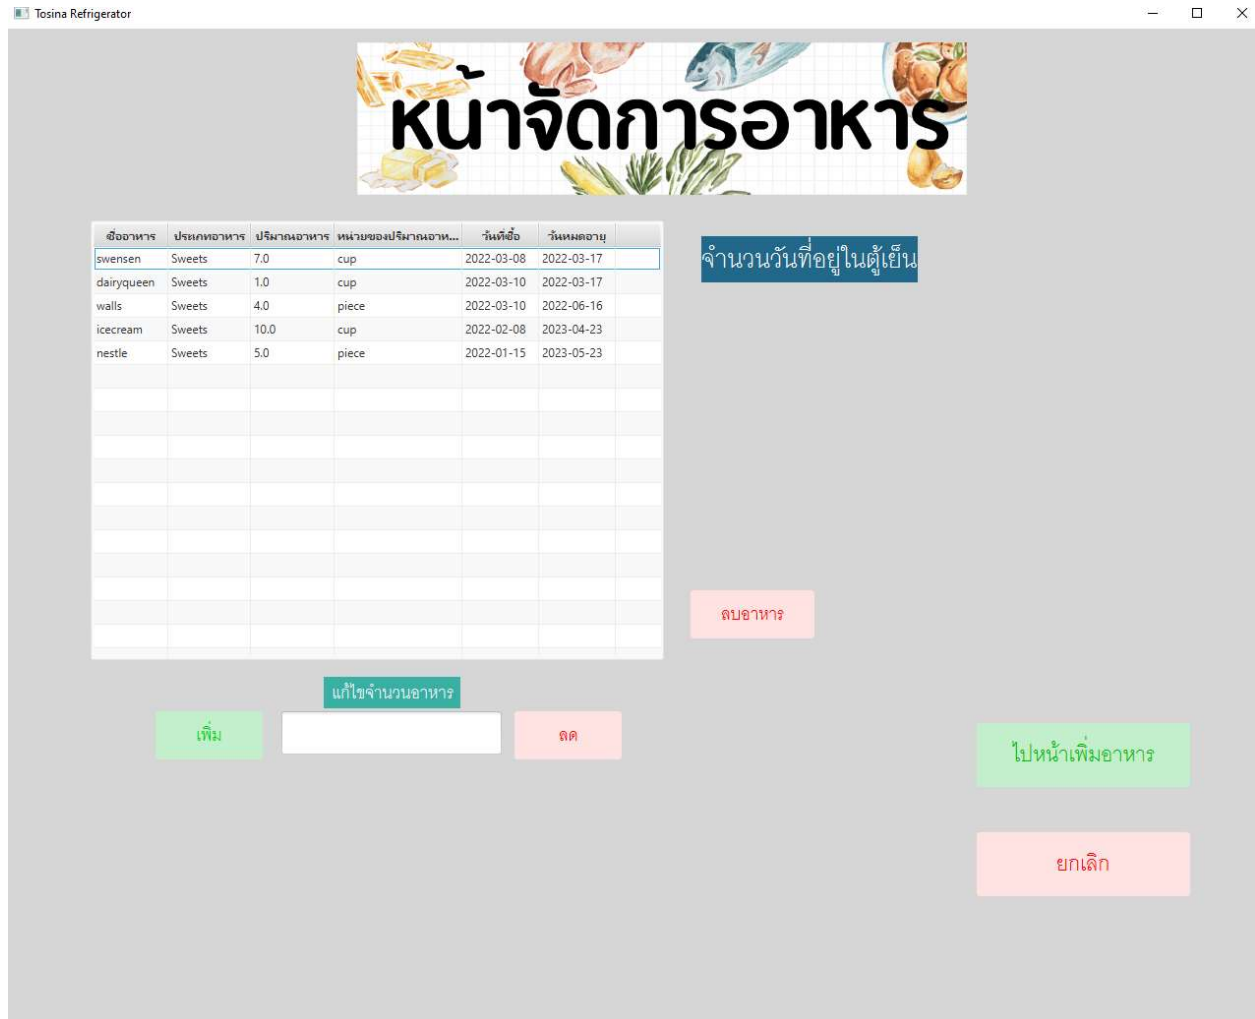 Tosina Refrigerator
หน้าจัดการอาหาร
ชื่ออาหาร ประเภทอาหาร ปริมาณอาหาร หน่วยของปริมาณอาห... วันที่ซื้อ วันหมดอายุ
swensen Sweets 7.0 cup 2022-03-08 2022-03-17
dairyqueen Sweets 1.0 cup 2022-03-10 2022-03-17
walls Sweets 4.0 piece 2022-03-10 2022-06-16
icecream Sweets 10.0 cup 2022-02-08 2023-04-23
nestle Sweets 5.0 piece 2022-01-15 2023-05-23
จำนวนวันที่อยู่ในตู้เย็น
ลบอาหาร
แก้ไขจำนวนอาหาร
เพิ่ม ลด
ไปหน้าเพิ่มอาหาร
ยกเลิก